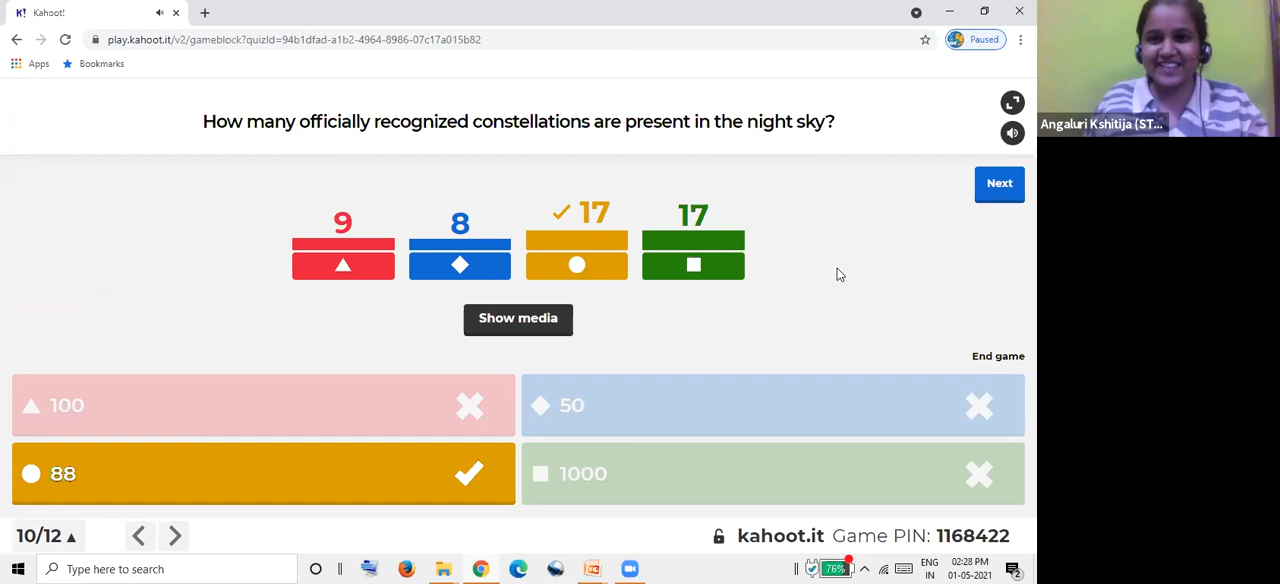 K! Kahoot!
play.kahoot.it/v2/gameblock?quizId=94b1dfad-a1b2-4964-8986-07c17a015b82
Paused
Apps
Bookmarks
How many officially recognized constellations are present in the night sky?
Angaluri Kshitija (ST...
Next
9
8
17
17
Show media
End game
100
50
88
1000
10/12
kahoot.it Game PIN: 1168422
Type here to search
76%
ENG
IN
02:28 PM
01-05-2021
2